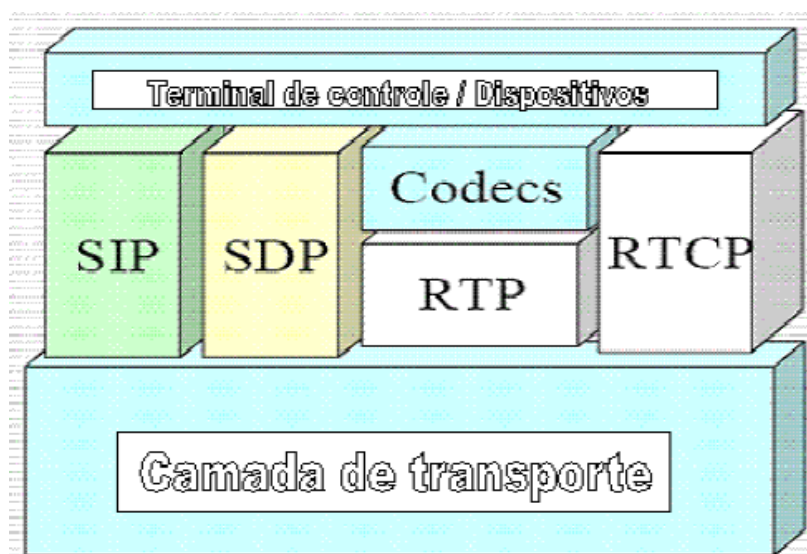 Terminal de controle / Dispositivos
SIP
SDP
Codecs
RTP
RTCP
Camada de transporte